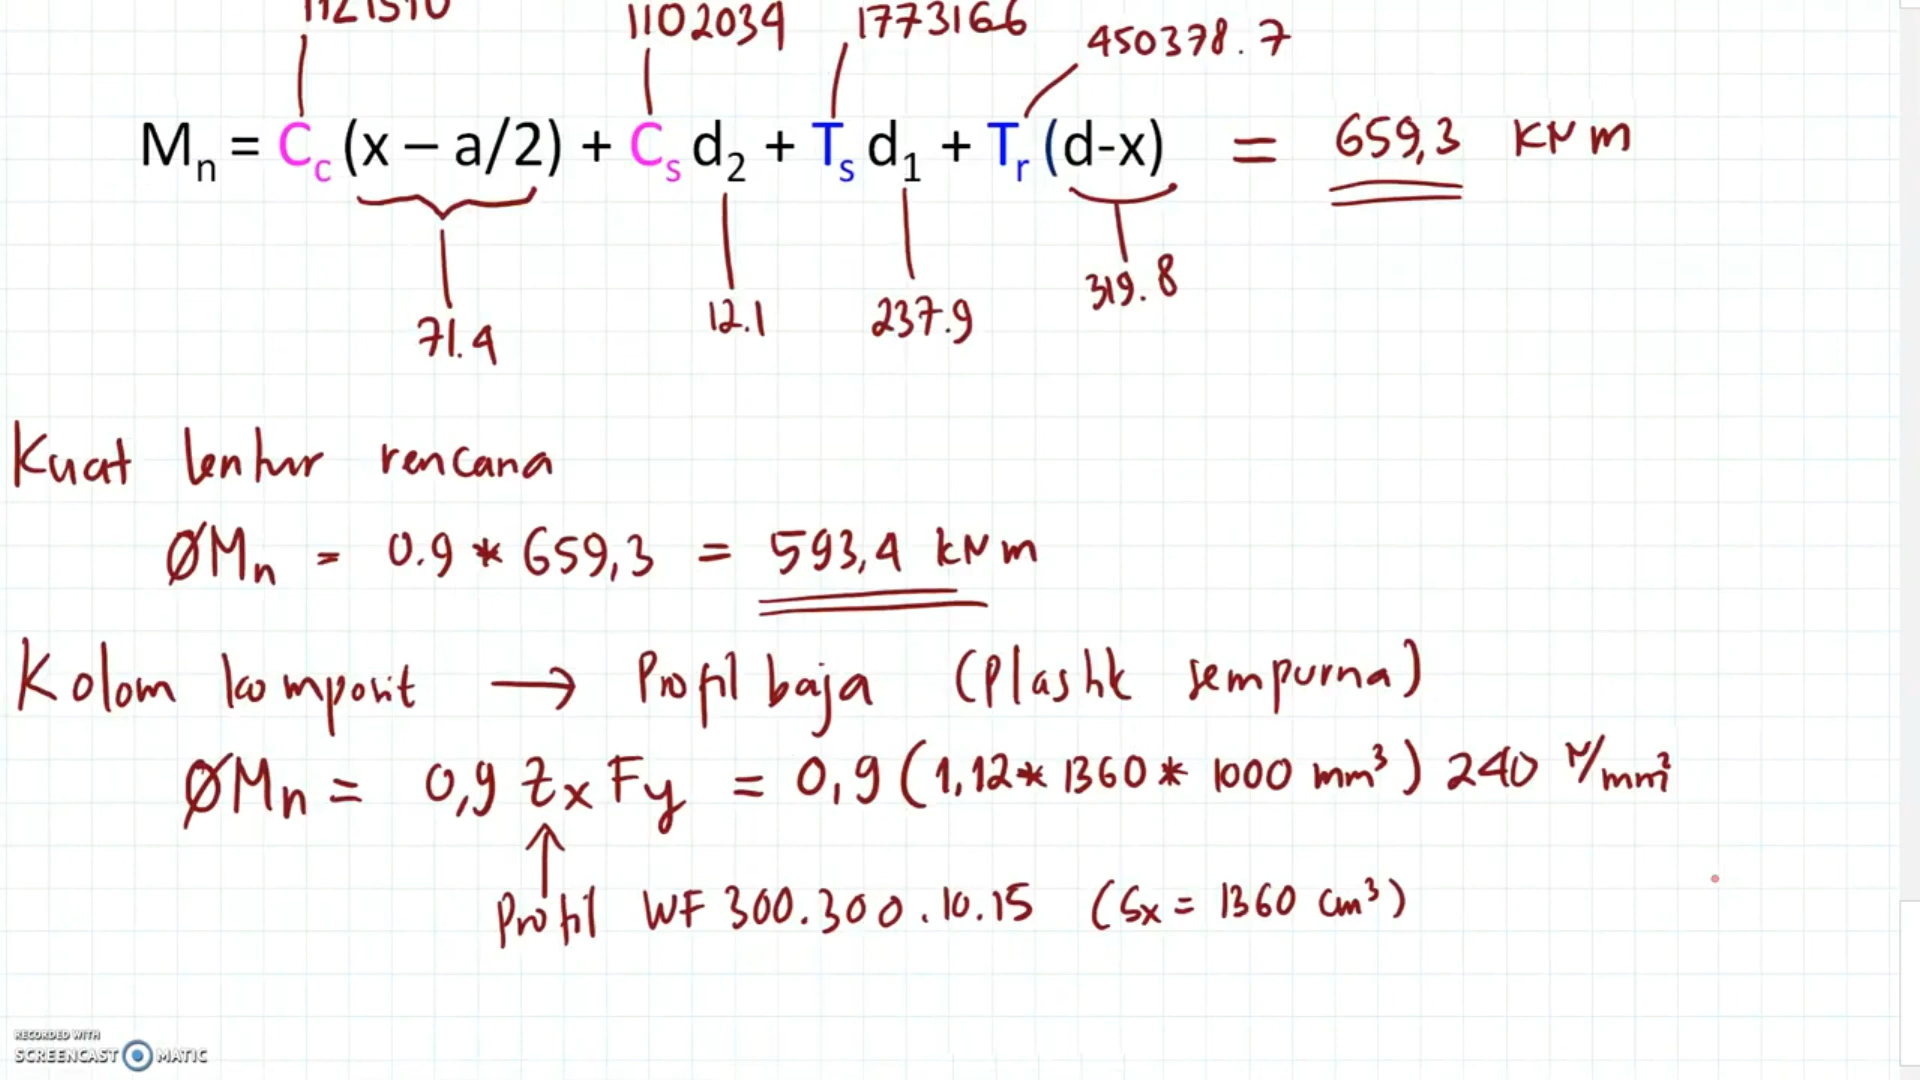 1102034 1773166 450378.7
Mn = Cc (x – a/2) + Cs d2 + Ts d1 + Tr (d-x) = 659,3 KNm
71.4 12.1 237.9 319.8
Kuat lentur rencana
ØMn = 0.9 * 659,3 = 593,4 kNm
Kolom komposit → Profil baja (Plastik sempurna)
ØMn = 0,9 Zx Fy = 0,9 (1,12 * 1360 * 1000 mm³) 240 N/mm²
Profil WF 300.300.10.15 (Sx = 1360 cm³)
RECORDED WITH
SCREENCAST MATIC